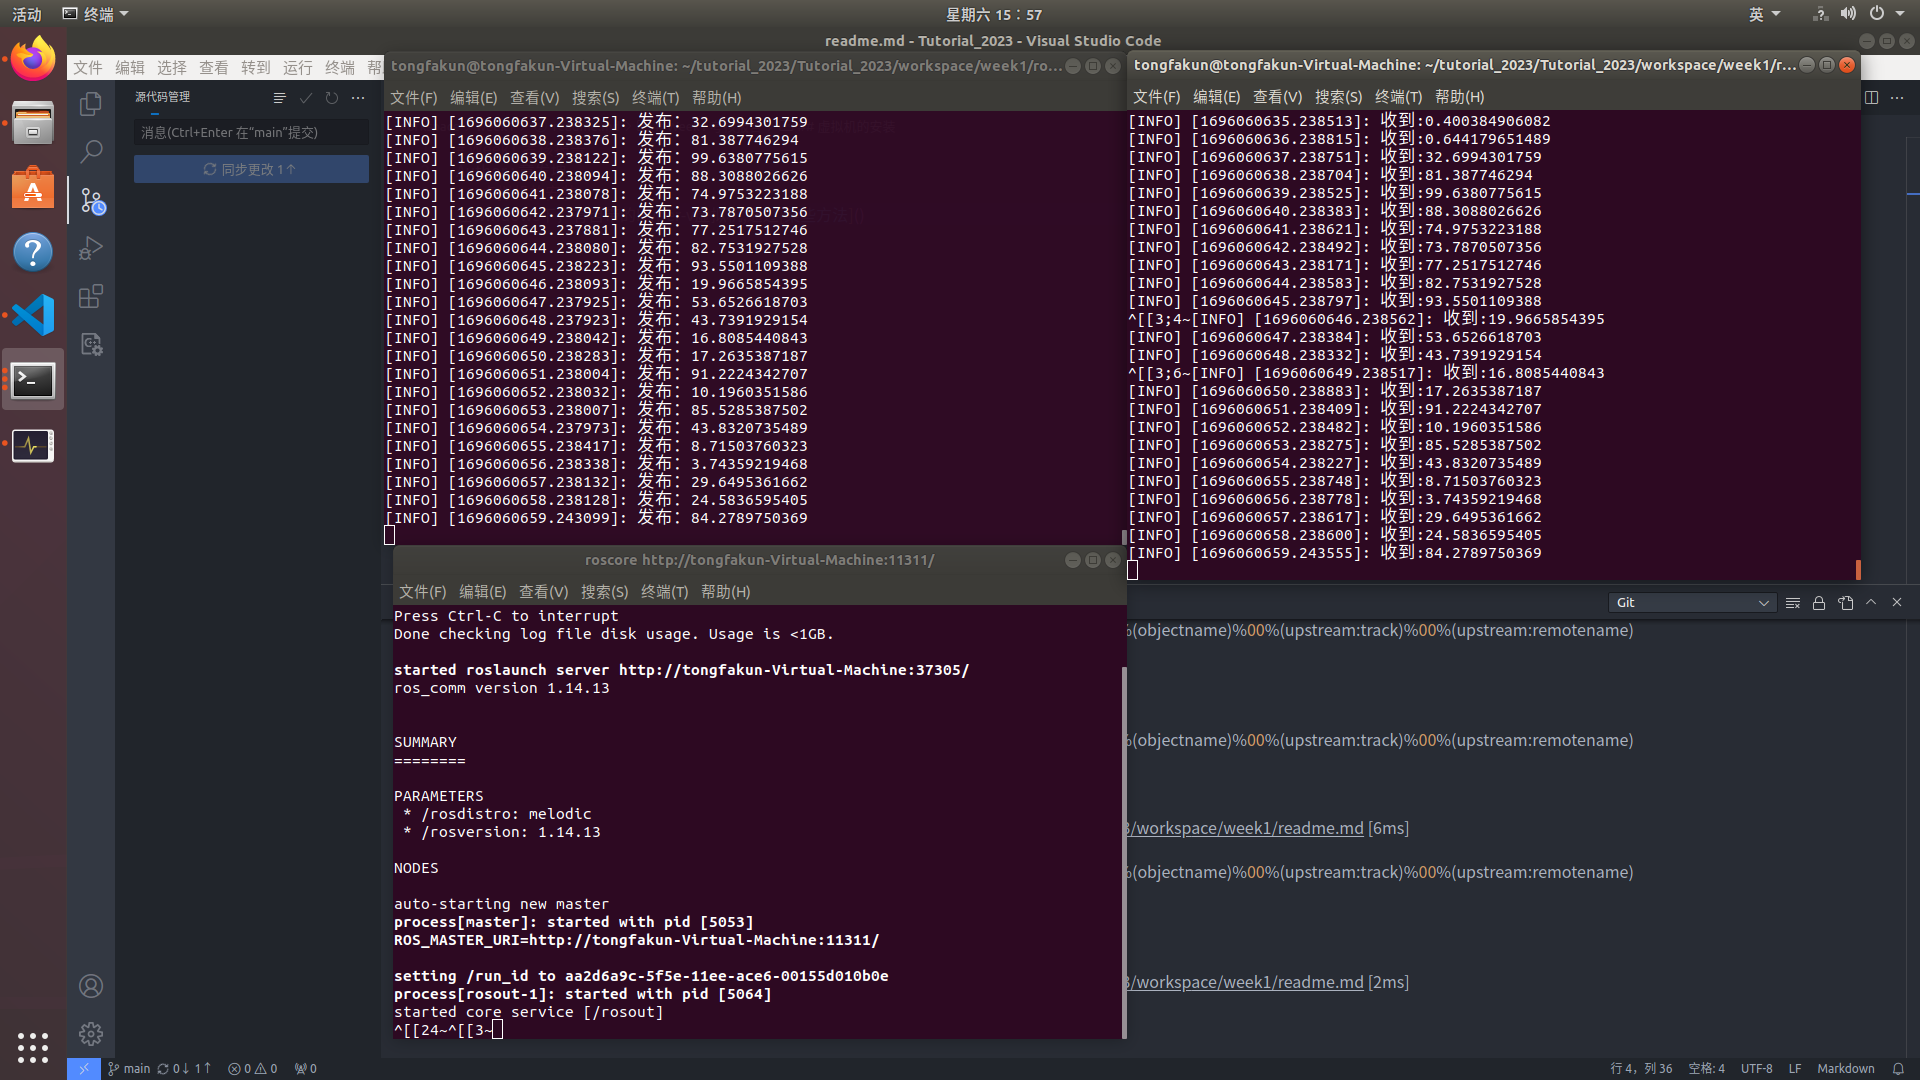 活动 终端 星期六 15：57 英
readme.md - Tutorial_2023 - Visual Studio Code
文件 编辑 选择 查看 转到 运行 终端 帮
源代码管理
消息(Ctrl+Enter 在"main"提交)
同步更改 1↑
tongfakun@tongfakun-Virtual-Machine: ~/tutorial_2023/Tutorial_2023/workspace/week1/ro...
文件(F) 编辑(E) 查看(V) 搜索(S) 终端(T) 帮助(H)
[INFO] [1696060637.238325]: 发布: 32.6994301759
[INFO] [1696060638.238376]: 发布: 81.387746294
[INFO] [1696060639.238122]: 发布: 99.6380775615
[INFO] [1696060640.238094]: 发布: 88.3088026626
[INFO] [1696060641.238078]: 发布: 74.9753223188
[INFO] [1696060642.237971]: 发布: 73.7870507356
[INFO] [1696060643.237881]: 发布: 77.2517512746
[INFO] [1696060644.238080]: 发布: 82.7531927528
[INFO] [1696060645.238223]: 发布: 93.5501109388
[INFO] [1696060646.238093]: 发布: 19.9665854395
[INFO] [1696060647.237925]: 发布: 53.6526618703
[INFO] [1696060648.237923]: 发布: 43.7391929154
[INFO] [1696060649.238042]: 发布: 16.8085440843
[INFO] [1696060650.238283]: 发布: 17.2635387187
[INFO] [1696060651.238004]: 发布: 91.2224342707
[INFO] [1696060652.238032]: 发布: 10.1960351586
[INFO] [1696060653.238007]: 发布: 85.5285387502
[INFO] [1696060654.237973]: 发布: 43.8320735489
[INFO] [1696060655.238417]: 发布: 8.71503760323
[INFO] [1696060656.238338]: 发布: 3.74359219468
[INFO] [1696060657.238132]: 发布: 29.6495361662
[INFO] [1696060658.238128]: 发布: 24.5836595405
[INFO] [1696060659.243099]: 发布: 84.2789750369
tongfakun@tongfakun-Virtual-Machine: ~/tutorial_2023/Tutorial_2023/workspace/week1/r...
文件(F) 编辑(E) 查看(V) 搜索(S) 终端(T) 帮助(H)
[INFO] [1696060635.238513]: 收到:0.400384906082
[INFO] [1696060636.238815]: 收到:0.644179651489
[INFO] [1696060637.238751]: 收到:32.6994301759
[INFO] [1696060638.238704]: 收到:81.387746294
[INFO] [1696060639.238525]: 收到:99.6380775615
[INFO] [1696060640.238383]: 收到:88.3088026626
[INFO] [1696060641.238621]: 收到:74.9753223188
[INFO] [1696060642.238492]: 收到:73.7870507356
[INFO] [1696060643.238171]: 收到:77.2517512746
[INFO] [1696060644.238583]: 收到:82.7531927528
[INFO] [1696060645.238797]: 收到:93.5501109388
^[[3;4~[INFO] [1696060646.238562]: 收到:19.9665854395
[INFO] [1696060647.238384]: 收到:53.6526618703
[INFO] [1696060648.238332]: 收到:43.7391929154
^[[3;6~[INFO] [1696060649.238517]: 收到:16.8085440843
[INFO] [1696060650.238883]: 收到:17.2635387187
[INFO] [1696060651.238409]: 收到:91.2224342707
[INFO] [1696060652.238482]: 收到:10.1960351586
[INFO] [1696060653.238275]: 收到:85.5285387502
[INFO] [1696060654.238227]: 收到:43.8320735489
[INFO] [1696060655.238748]: 收到:8.71503760323
[INFO] [1696060656.238778]: 收到:3.74359219468
[INFO] [1696060657.238617]: 收到:29.6495361662
[INFO] [1696060658.238600]: 收到:24.5836595405
[INFO] [1696060659.243555]: 收到:84.2789750369
roscore http://tongfakun-Virtual-Machine:11311/
文件(F) 编辑(E) 查看(V) 搜索(S) 终端(T) 帮助(H)
Press Ctrl-C to interrupt
Done checking log file disk usage. Usage is <1GB.
started roslaunch server http://tongfakun-Virtual-Machine:37305/
ros_comm version 1.14.13
SUMMARY
========
PARAMETERS
* /rosdistro: melodic
* /rosversion: 1.14.13
NODES
auto-starting new master
process[master]: started with pid [5053]
ROS_MASTER_URI=http://tongfakun-Virtual-Machine:11311/
setting /run_id to aa2d6a9c-5f5e-11ee-ace6-00155d010b0e
process[rosout-1]: started with pid [5064]
started core service [/rosout]
^[[24~^[[3~
Git
%(objectname)%00%(upstream:track)%00%(upstream:remotename)
%(objectname)%00%(upstream:track)%00%(upstream:remotename)
3/workspace/week1/readme.md [6ms]
%(objectname)%00%(upstream:track)%00%(upstream:remotename)
3/workspace/week1/readme.md [2ms]
main 0↓ 1↑ 0 0 0 行 4，列 36 空格: 4 UTF-8 LF Markdown